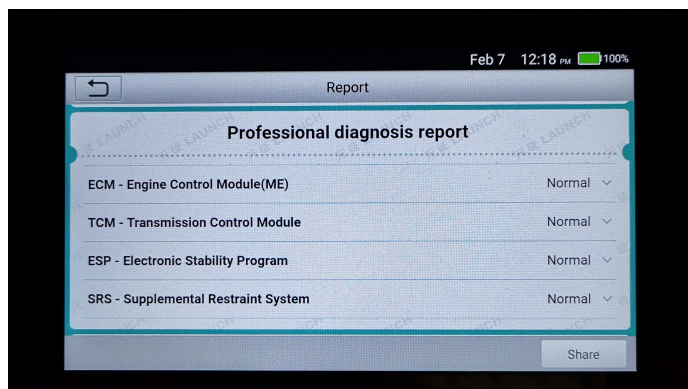 Feb 7 12:18 PM 100%
Report
Professional diagnosis report
ECM - Engine Control Module(ME) Normal
TCM - Transmission Control Module Normal
ESP - Electronic Stability Program Normal
SRS - Supplemental Restraint System Normal
Share
LAUNCH